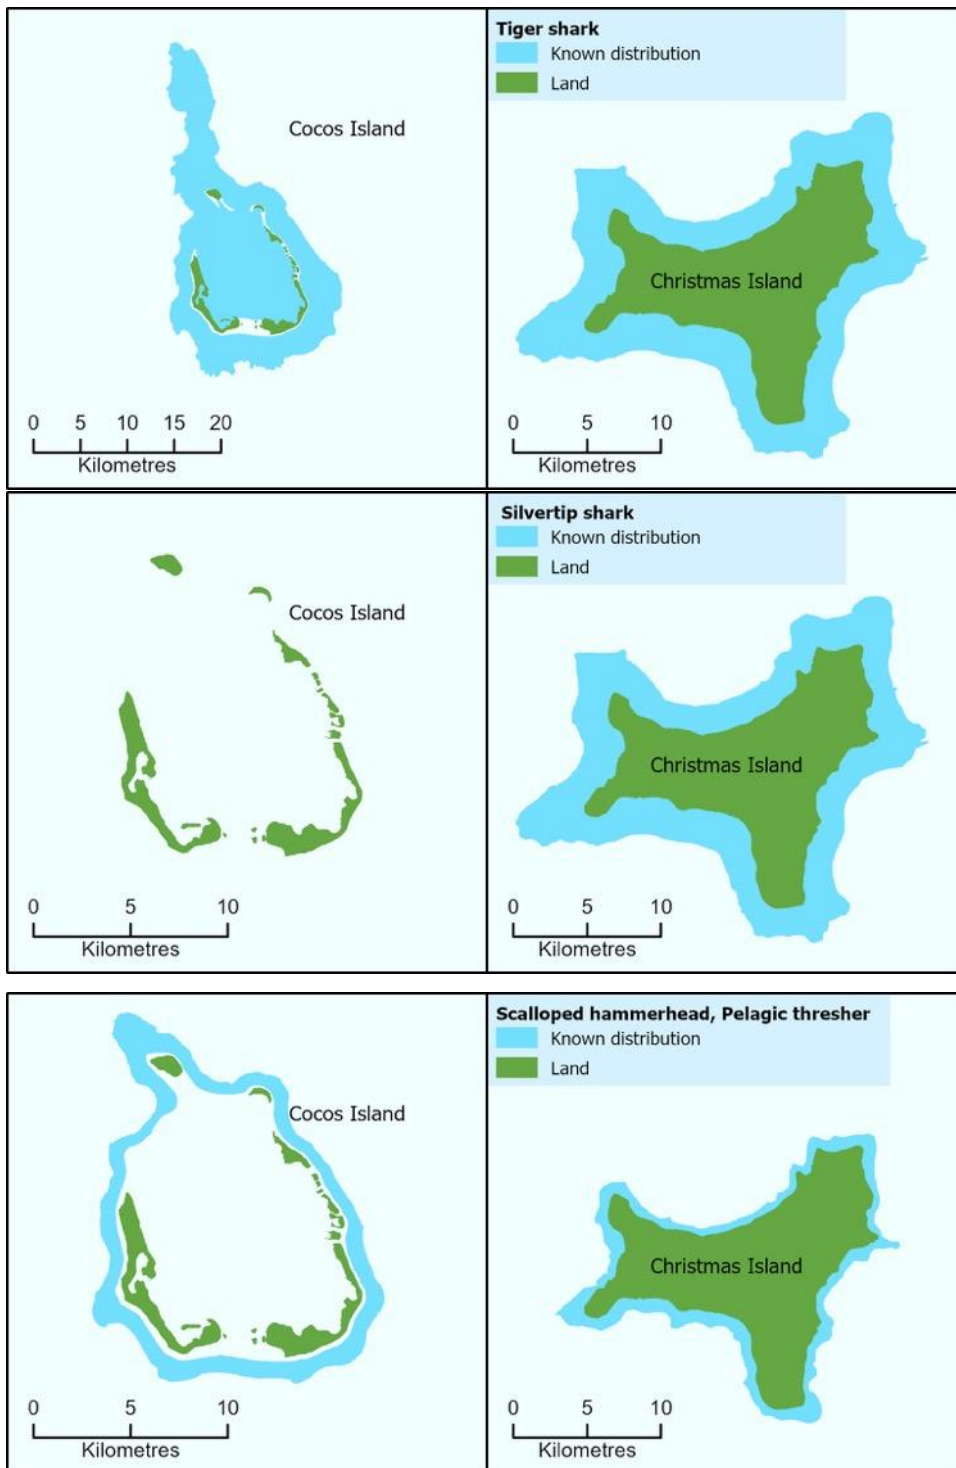 Cocos Island
0 5 10 15 20
Kilometres
Tiger shark
Known distribution
Land
Christmas Island
0 5 10
Kilometres
Cocos Island
0 5 10
Kilometres
Silvertip shark
Known distribution
Land
Christmas Island
0 5 10
Kilometres
Cocos Island
0 5 10
Kilometres
Scalloped hammerhead, Pelagic thresher
Known distribution
Land
Christmas Island
0 5 10
Kilometres